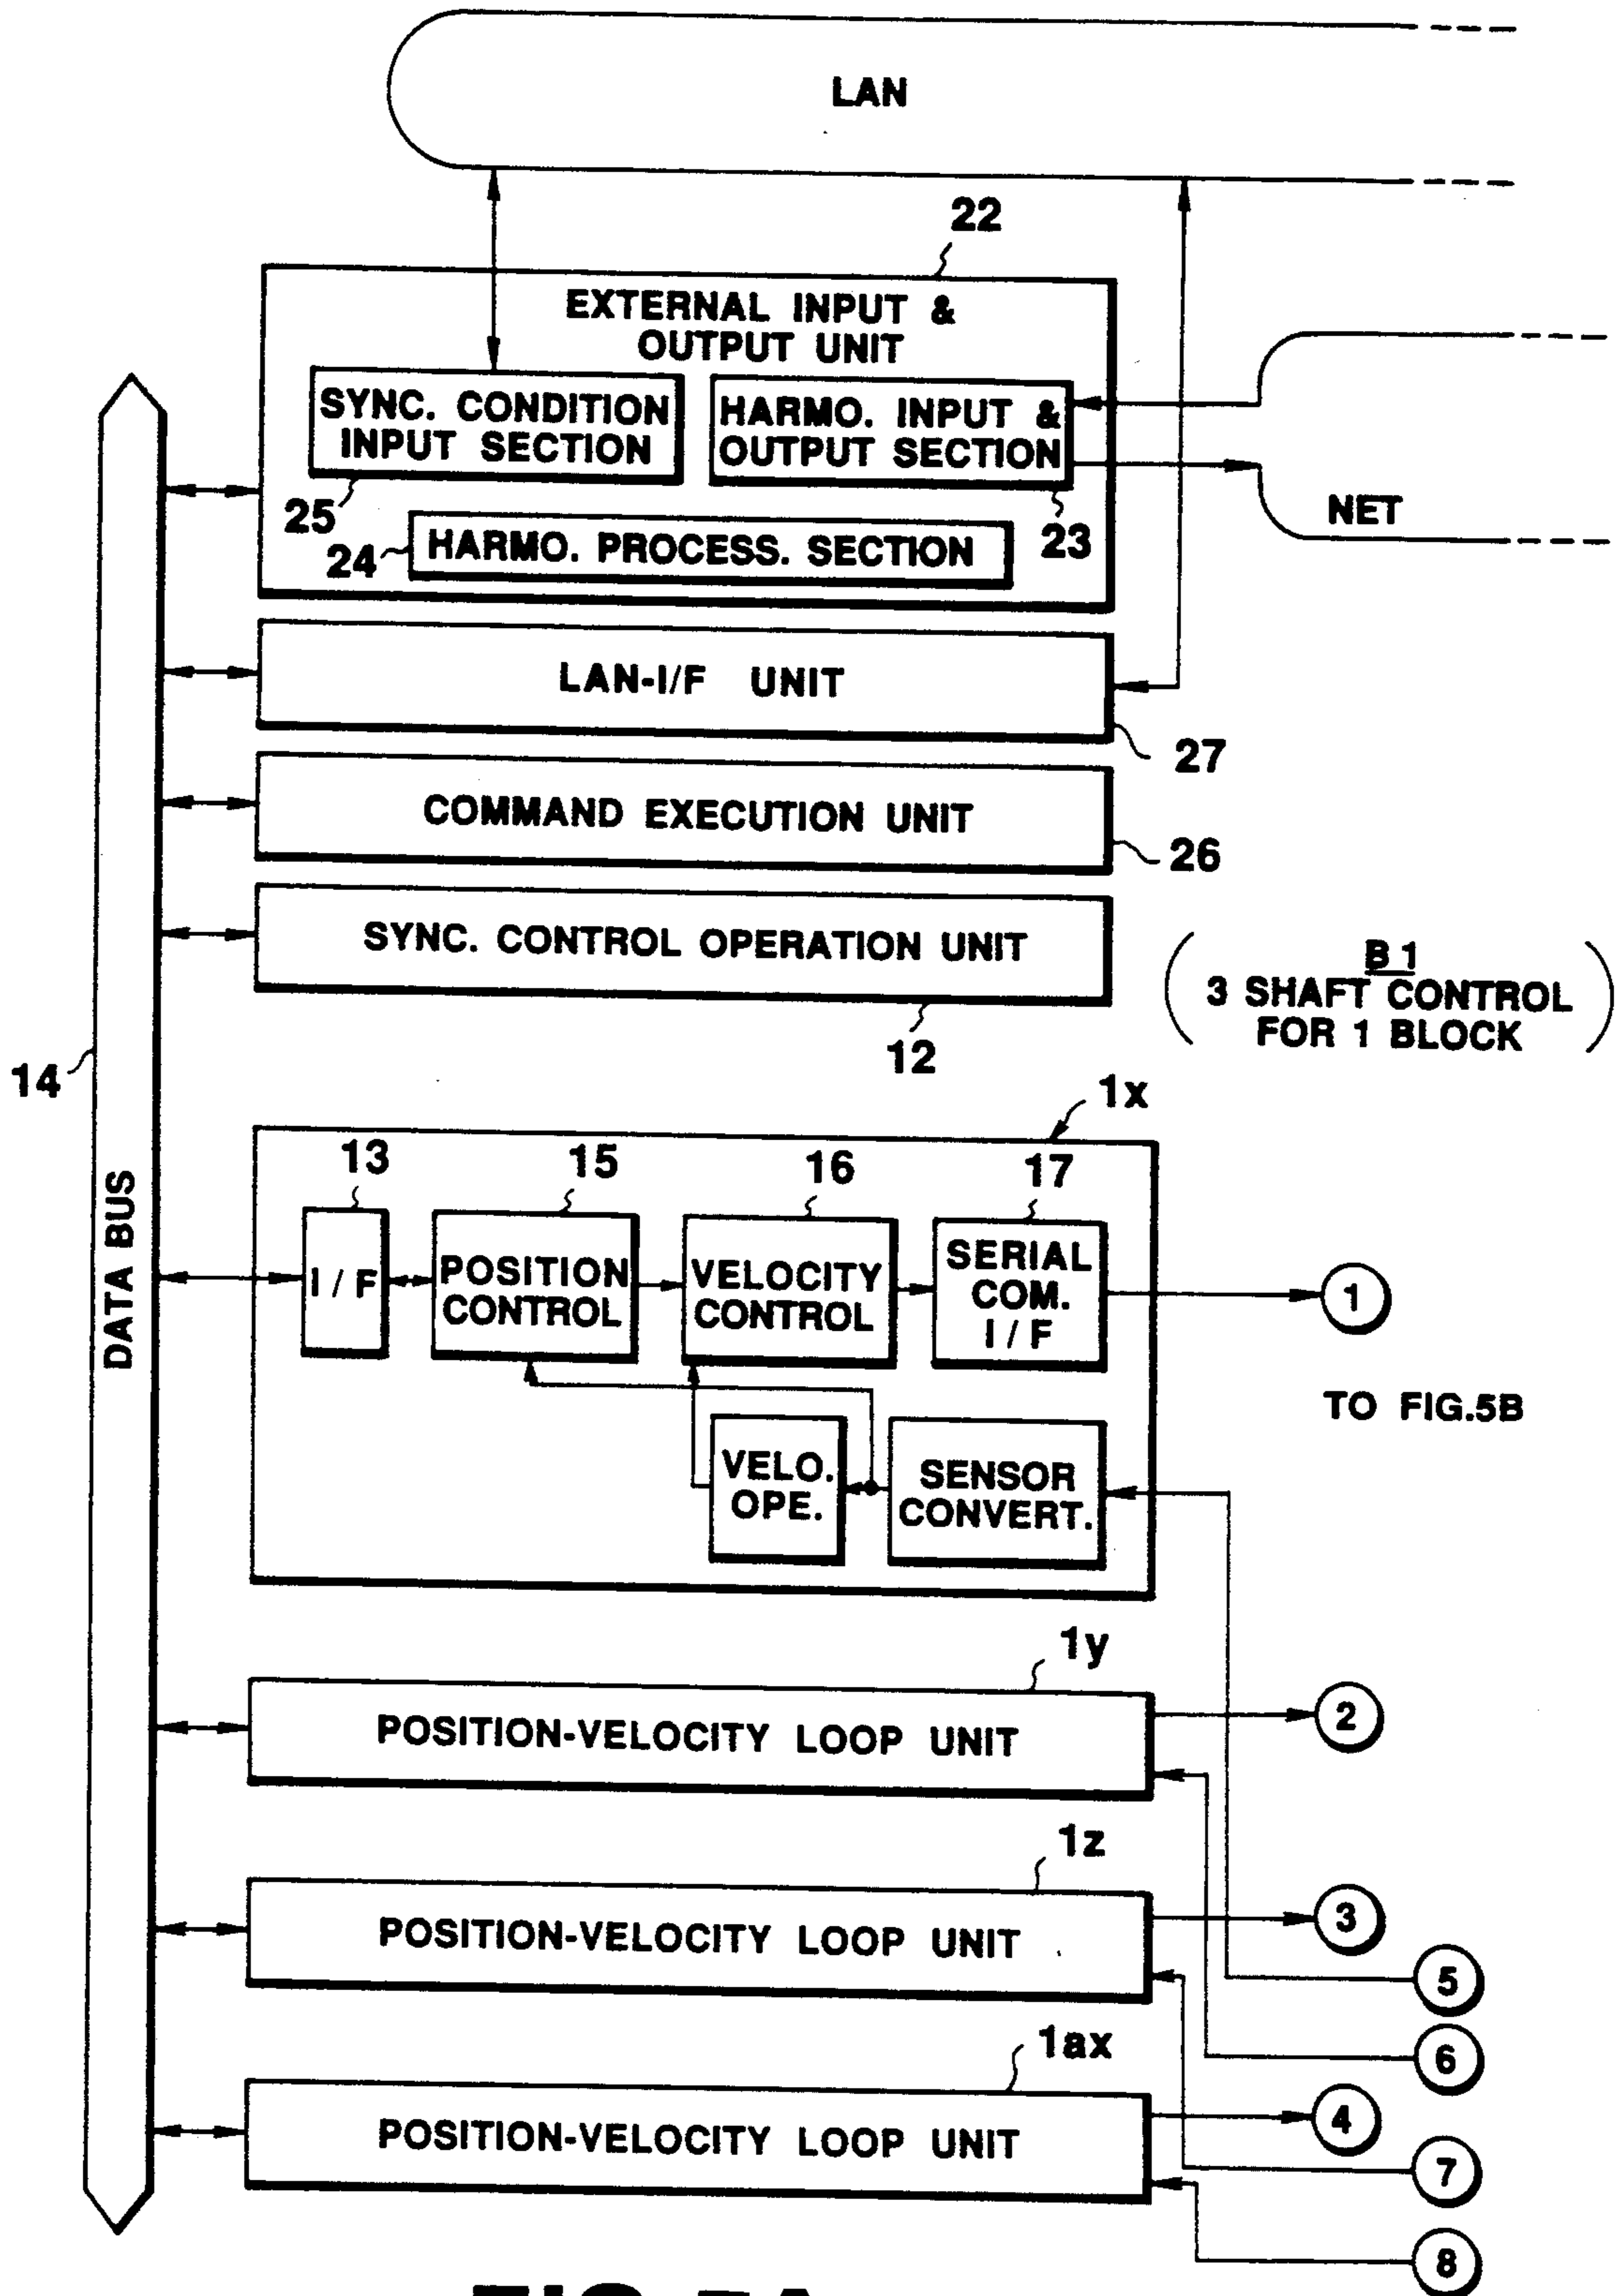 LAN
22
EXTERNAL INPUT &
OUTPUT UNIT
SYNC. CONDITION
INPUT SECTION
HARMO. INPUT &
OUTPUT SECTION
25
23
NET
24
HARMO. PROCESS. SECTION
LAN-I/F UNIT
27
COMMAND EXECUTION UNIT
26
SYNC. CONTROL OPERATION UNIT
12
( B1
3 SHAFT CONTROL
FOR 1 BLOCK )
14
DATA BUS
1x
13
15
16
17
I/F
POSITION
CONTROL
VELOCITY
CONTROL
SERIAL
COM.
I/F
1
TO FIG.5B
VELO.
OPE.
SENSOR
CONVERT.
1y
POSITION-VELOCITY LOOP UNIT
2
1z
POSITION-VELOCITY LOOP UNIT
3
5
6
1ax
POSITION-VELOCITY LOOP UNIT
4
7
8